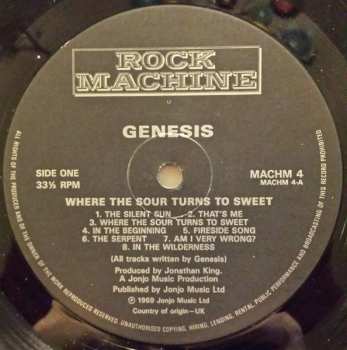 ROCK
MACHINE
GENESIS
SIDE ONE
33⅓ RPM
MACHM 4
MACHM 4-A
WHERE THE SOUR TURNS TO SWEET
1. THE SILENT SUN 2. THAT'S ME
3. WHERE THE SOUR TURNS TO SWEET
4. IN THE BEGINNING 5. FIRESIDE SONG
6. THE SERPENT 7. AM I VERY WRONG?
8. IN THE WILDERNESS
(All tracks written by Genesis)
Produced by Jonathan King.
A Jonjo Music Production
Published by Jonjo Music Ltd
℗ 1969 Jonjo Music Ltd
Country of origin—UK
ALL RIGHTS OF THE PRODUCER AND OF THE OWNER OF THE WORK REPRODUCED RESERVED. UNAUTHORISED COPYING, HIRING, LENDING, RENTAL, PUBLIC PERFORMANCE AND BROADCASTING OF THIS RECORD PROHIBITED